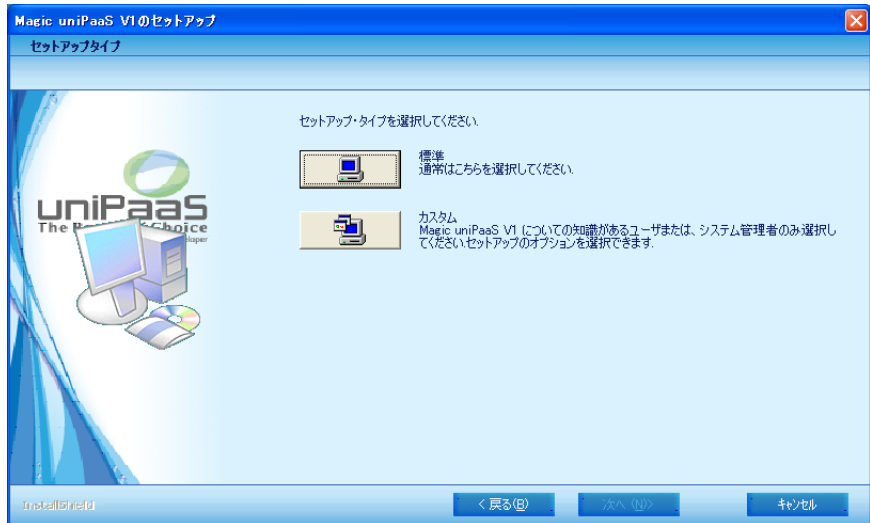 Magic uniPaaS V1のセットアップ
セットアップタイプ
セットアップ・タイプを選択してください.
標準
通常はこちらを選択してください.
カスタム
Magic uniPaaS V1 についての知識があるユーザまたは、システム管理者のみ選択し
てください.セットアップのオプションを選択できます.
uniPaaS
The
Choice
InstallShield
< 戻る(B)
次へ (N)>
キャンセル